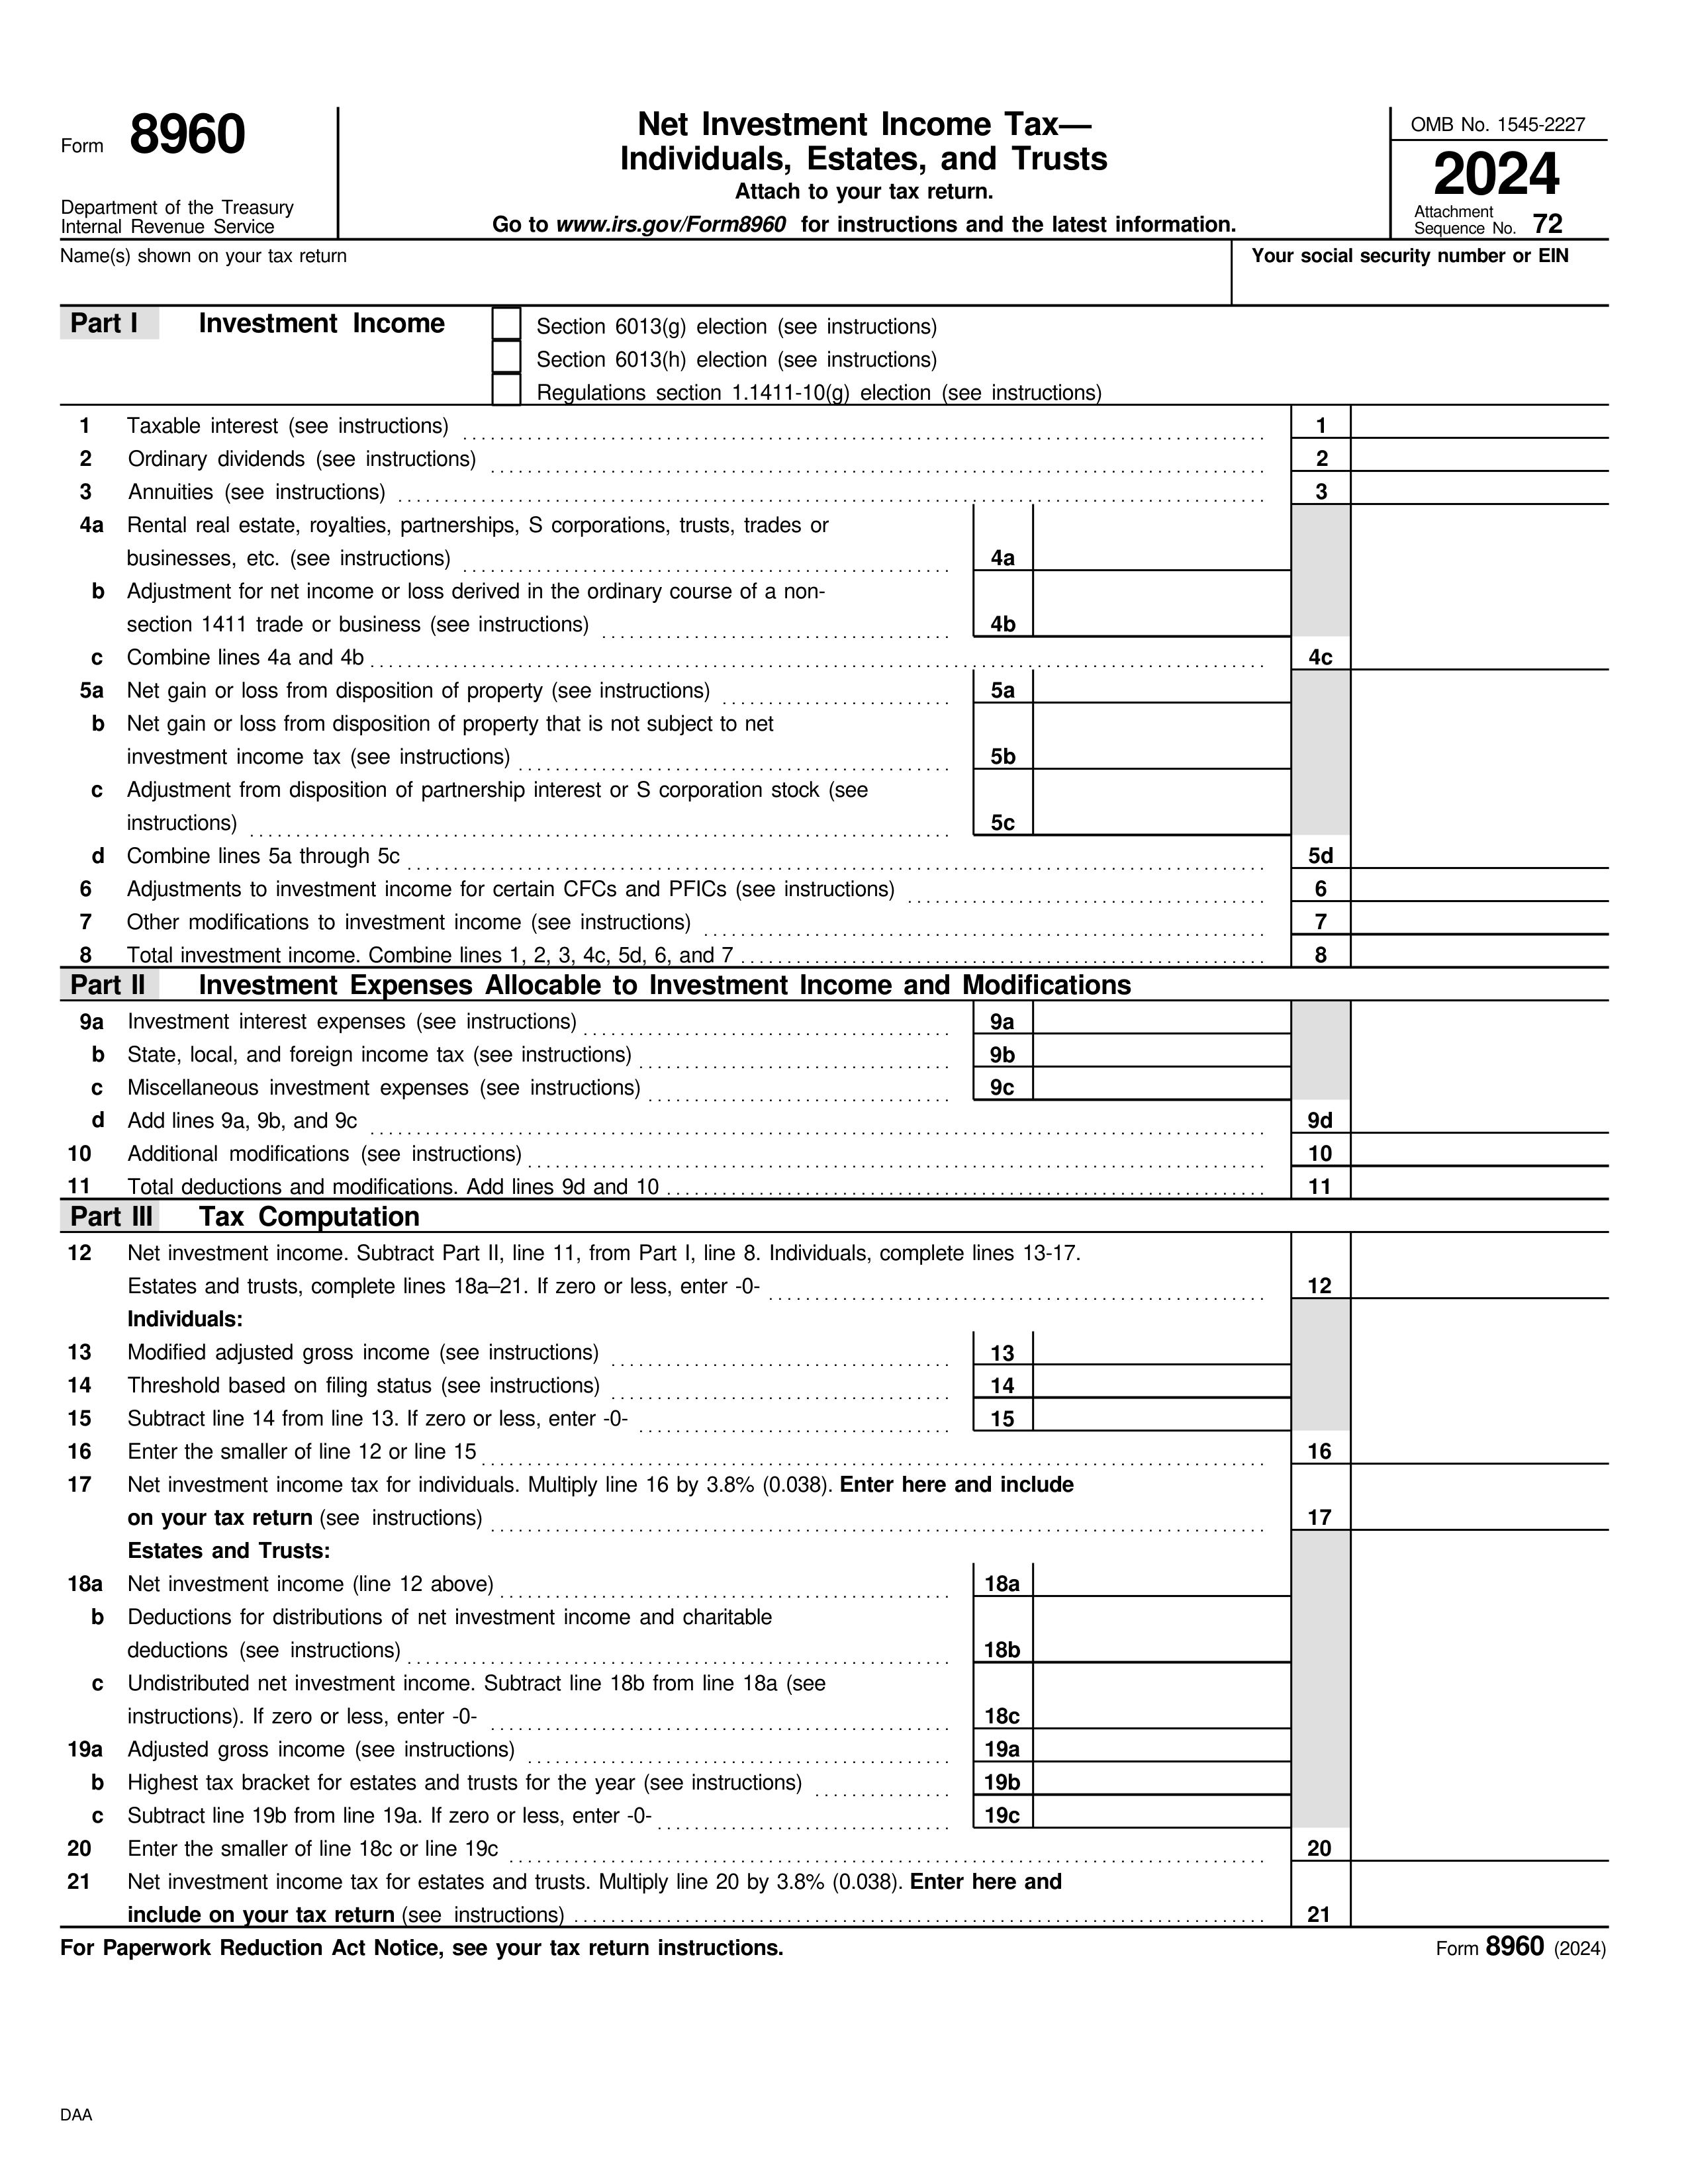 Form 8960
Department of the Treasury
Internal Revenue Service
Net Investment Income Tax—
Individuals, Estates, and Trusts
Attach to your tax return.
Go to www.irs.gov/Form8960 for instructions and the latest information.
OMB No. 1545-2227
2024
Attachment
Sequence No. 72
Name(s) shown on your tax return
Your social security number or EIN
Part I Investment Income
Section 6013(g) election (see instructions)
Section 6013(h) election (see instructions)
Regulations section 1.1411-10(g) election (see instructions)
1 Taxable interest (see instructions) 1
2 Ordinary dividends (see instructions) 2
3 Annuities (see instructions) 3
4a Rental real estate, royalties, partnerships, S corporations, trusts, trades or
businesses, etc. (see instructions) 4a
b Adjustment for net income or loss derived in the ordinary course of a non-
section 1411 trade or business (see instructions) 4b
c Combine lines 4a and 4b 4c
5a Net gain or loss from disposition of property (see instructions) 5a
b Net gain or loss from disposition of property that is not subject to net
investment income tax (see instructions) 5b
c Adjustment from disposition of partnership interest or S corporation stock (see
instructions) 5c
d Combine lines 5a through 5c 5d
6 Adjustments to investment income for certain CFCs and PFICs (see instructions) 6
7 Other modifications to investment income (see instructions) 7
8 Total investment income. Combine lines 1, 2, 3, 4c, 5d, 6, and 7 8
Part II Investment Expenses Allocable to Investment Income and Modifications
9a Investment interest expenses (see instructions) 9a
b State, local, and foreign income tax (see instructions) 9b
c Miscellaneous investment expenses (see instructions) 9c
d Add lines 9a, 9b, and 9c 9d
10 Additional modifications (see instructions) 10
11 Total deductions and modifications. Add lines 9d and 10 11
Part III Tax Computation
12 Net investment income. Subtract Part II, line 11, from Part I, line 8. Individuals, complete lines 13-17.
Estates and trusts, complete lines 18a–21. If zero or less, enter -0- 12
Individuals:
13 Modified adjusted gross income (see instructions) 13
14 Threshold based on filing status (see instructions) 14
15 Subtract line 14 from line 13. If zero or less, enter -0- 15
16 Enter the smaller of line 12 or line 15 16
17 Net investment income tax for individuals. Multiply line 16 by 3.8% (0.038). Enter here and include
on your tax return (see instructions) 17
Estates and Trusts:
18a Net investment income (line 12 above) 18a
b Deductions for distributions of net investment income and charitable
deductions (see instructions) 18b
c Undistributed net investment income. Subtract line 18b from line 18a (see
instructions). If zero or less, enter -0- 18c
19a Adjusted gross income (see instructions) 19a
b Highest tax bracket for estates and trusts for the year (see instructions) 19b
c Subtract line 19b from line 19a. If zero or less, enter -0- 19c
20 Enter the smaller of line 18c or line 19c 20
21 Net investment income tax for estates and trusts. Multiply line 20 by 3.8% (0.038). Enter here and
include on your tax return (see instructions) 21
For Paperwork Reduction Act Notice, see your tax return instructions.
Form 8960 (2024)
DAA